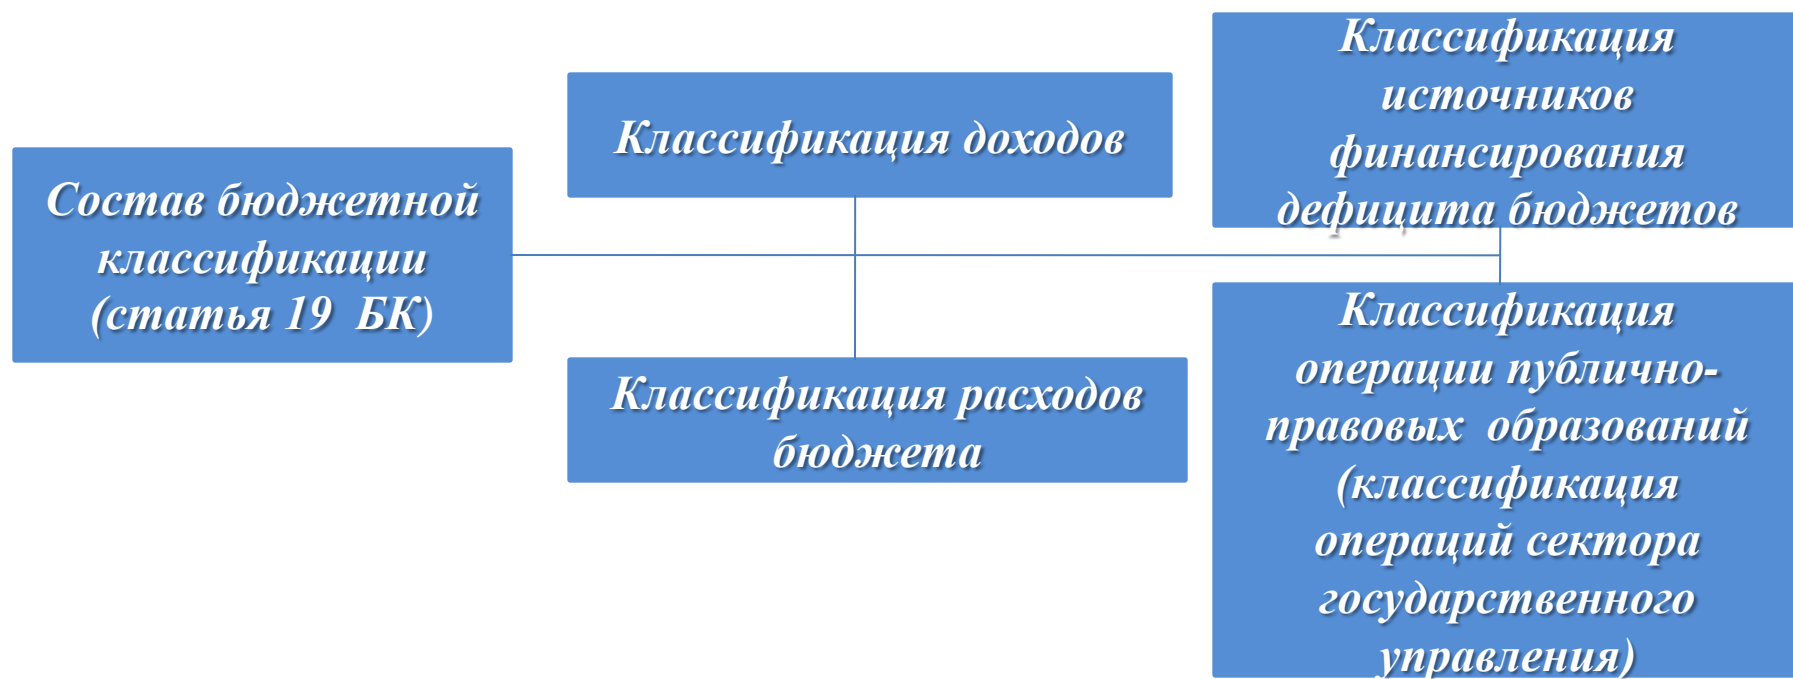 Состав бюджетной
классификации
(статья 19 БК)
Классификация доходов
Классификация расходов
бюджета
Классификация
источников
финансирования
дефицита бюджетов
Классификация
операции публично-
правовых образований
(классификация
операций сектора
государственного
управления)